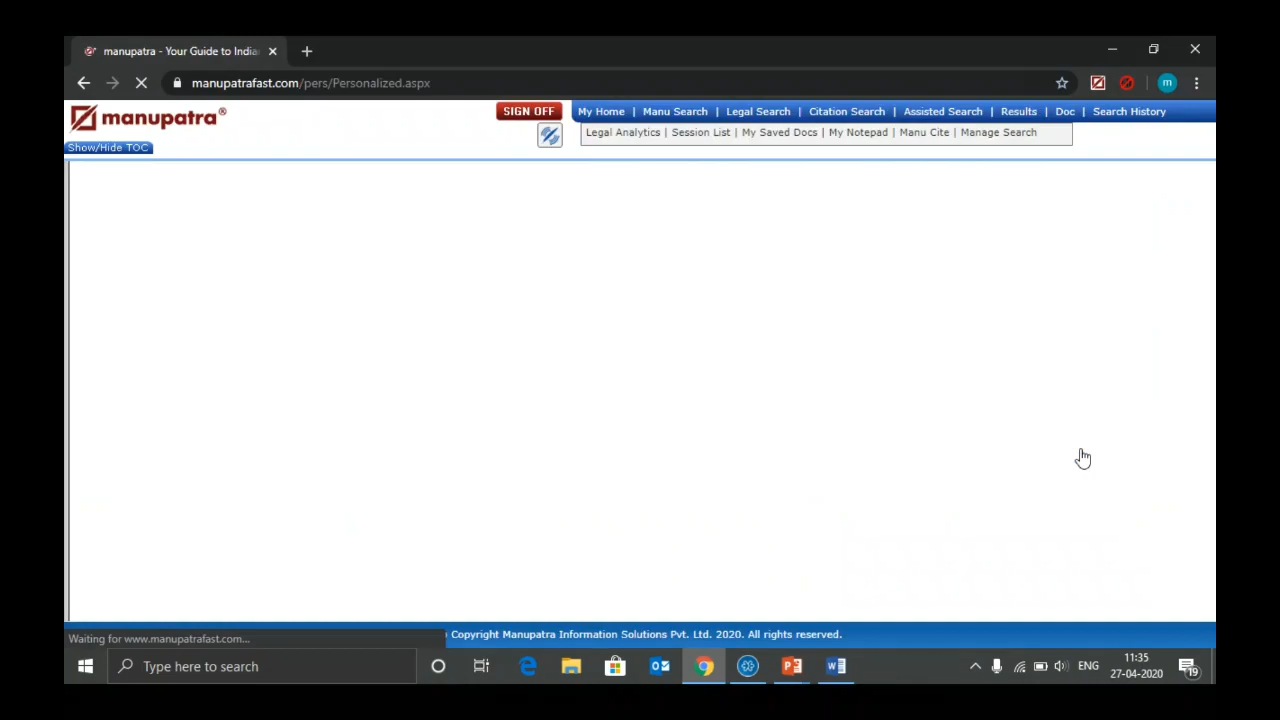 manupatra - Your Guide to India
manupatrafast.com/pers/Personalized.aspx
m
manupatra®
SIGN OFF
My Home | Manu Search | Legal Search | Citation Search | Assisted Search | Results | Doc | Search History
Legal Analytics | Session List | My Saved Docs | My Notepad | Manu Cite | Manage Search
Show/Hide TOC
Waiting for www.manupatrafast.com...
Copyright Manupatra Information Solutions Pvt. Ltd. 2020. All rights reserved.
Type here to search
ENG
11:35
27-04-2020
19